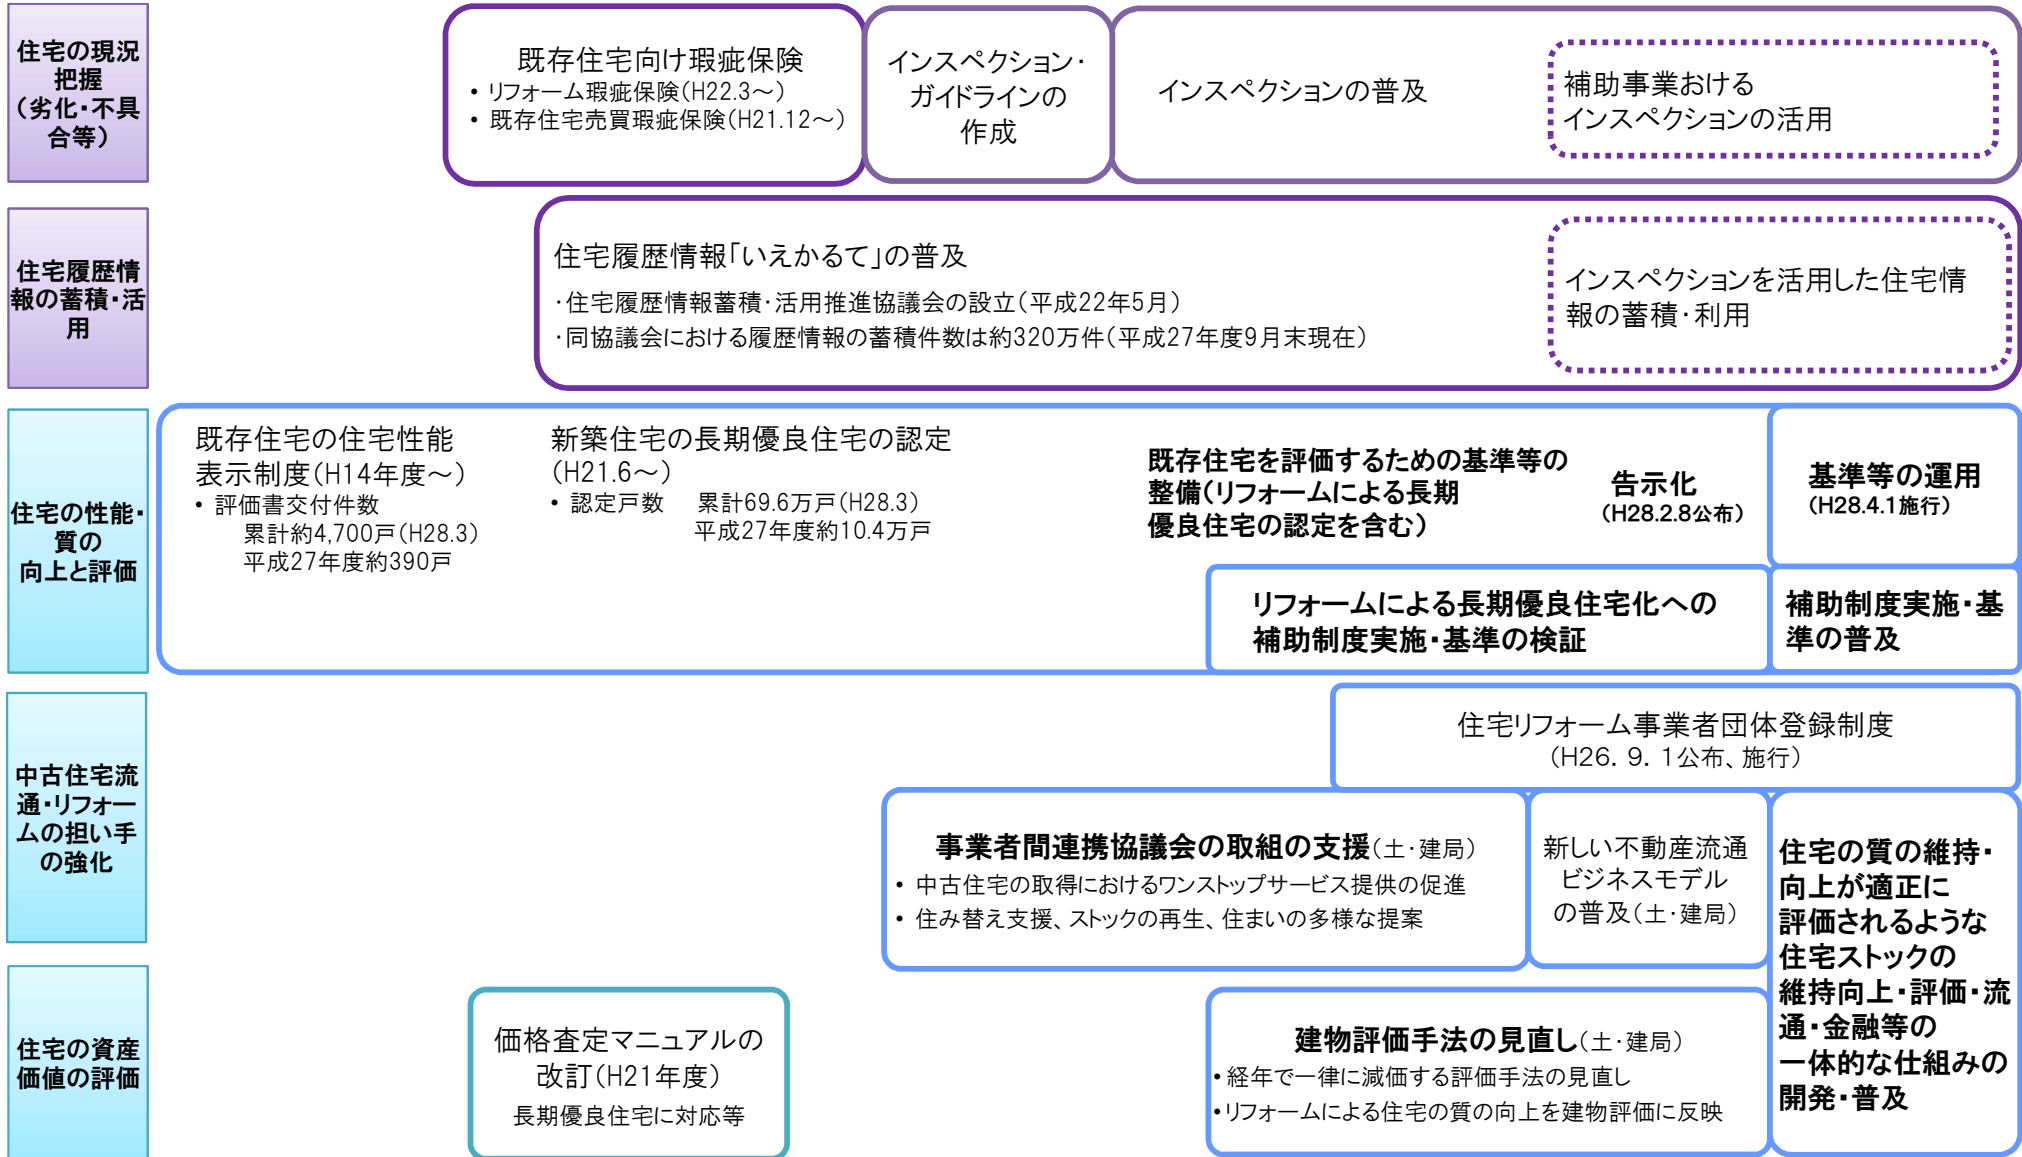 住宅の現況
把握
（劣化・不具
合等）
既存住宅向け瑕疵保険
• リフォーム瑕疵保険（H22.3～）
• 既存住宅売買瑕疵保険（H21.12～）
インスペクション・
ガイドラインの
作成
インスペクションの普及
補助事業おける
インスペクションの活用
住宅履歴情
報の蓄積・活
用
住宅履歴情報「いえかるて」の普及
・住宅履歴情報蓄積・活用推進協議会の設立（平成22年5月）
・同協議会における履歴情報の蓄積件数は約320万件（平成27年度9月末現在）
インスペクションを活用した住宅情
報の蓄積・利用
住宅の性能・
質の
向上と評価
既存住宅の住宅性能
表示制度（H14年度～）
• 評価書交付件数
累計約4,700戸（H28.3）
平成27年度約390戸
新築住宅の長期優良住宅の認定
（H21.6～）
• 認定戸数　累計69.6万戸（H28.3）
平成27年度約10.4万戸
既存住宅を評価するための基準等の
整備（リフォームによる長期
優良住宅の認定を含む）
告示化
（H28.2.8公布）
基準等の運用
（H28.4.1施行）
リフォームによる長期優良住宅化への
補助制度実施・基準の検証
補助制度実施・基
準の普及
中古住宅流
通・リフォー
ムの担い手
の強化
住宅リフォーム事業者団体登録制度
（H26．9．1公布、施行）
事業者間連携協議会の取組の支援（土・建局）
• 中古住宅の取得におけるワンストップサービス提供の促進
• 住み替え支援、ストックの再生、住まいの多様な提案
新しい不動産流通
ビジネスモデル
の普及（土・建局）
住宅の質の維持・
向上が適正に
評価されるような
住宅ストックの
維持向上・評価・流
通・金融等の
一体的な仕組みの
開発・普及
住宅の資産
価値の評価
価格査定マニュアルの
改訂（H21年度）
長期優良住宅に対応等
建物評価手法の見直し（土・建局）
• 経年で一律に減価する評価手法の見直し
• リフォームによる住宅の質の向上を建物評価に反映